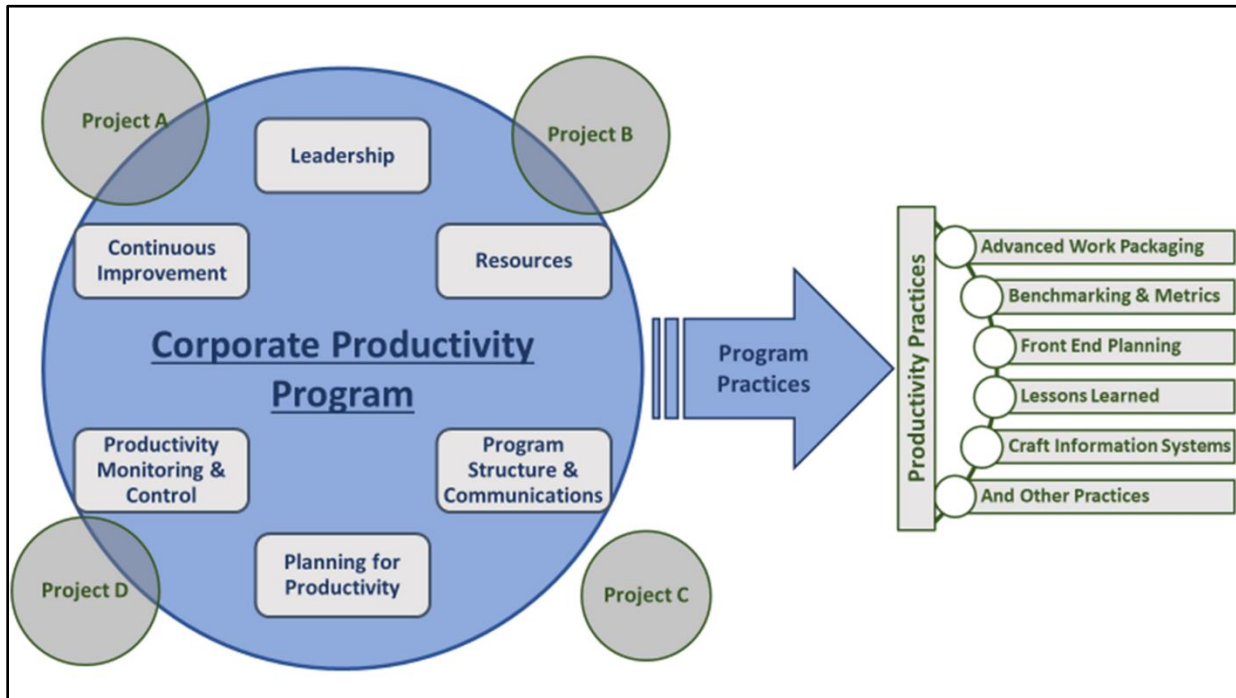 Project A
Project B
Leadership
Continuous
Improvement
Resources
Corporate Productivity
Program
Productivity
Monitoring &
Control
Program
Structure &
Communications
Planning for
Productivity
Project D
Project C
Program
Practices
Productivity Practices
Advanced Work Packaging
Benchmarking & Metrics
Front End Planning
Lessons Learned
Craft Information Systems
And Other Practices